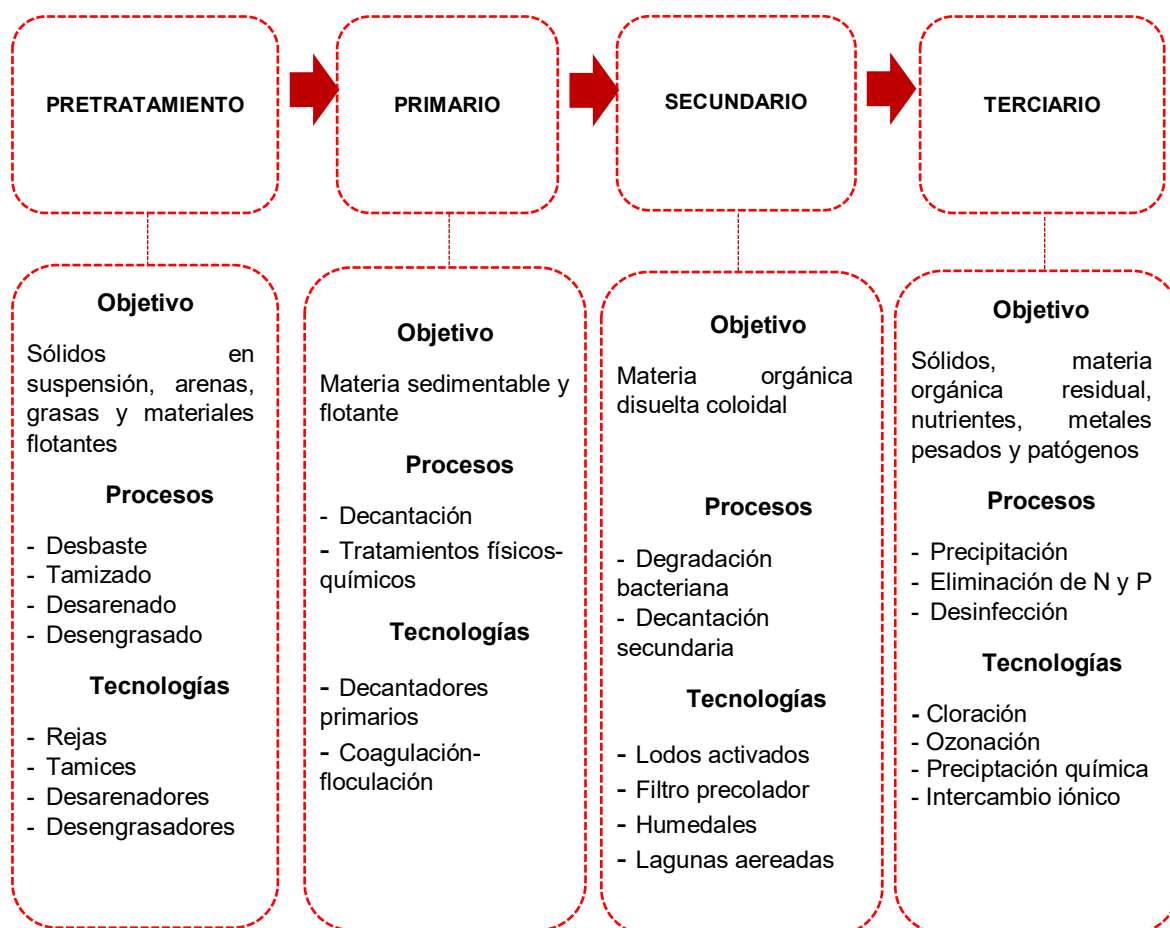 PRETRATAMIENTO
PRIMARIO
SECUNDARIO
TERCIARIO
Objetivo
Sólidos en
suspensión, arenas,
grasas y materiales
flotantes
Procesos
- Desbaste
- Tamizado
- Desarenado
- Desengrasado
Tecnologías
- Rejas
- Tamices
- Desarenadores
- Desengrasadores
Objetivo
Materia sedimentable y
flotante
Procesos
- Decantación
- Tratamientos físicos-
químicos
Tecnologías
- Decantadores
primarios
- Coagulación-
floculación
Objetivo
Materia orgánica
disuelta coloidal
Procesos
- Degradación
bacteriana
- Decantación
secundaria
Tecnologías
- Lodos activados
- Filtro precolador
- Humedales
- Lagunas aereadas
Objetivo
Sólidos, materia
orgánica residual,
nutrientes, metales
pesados y patógenos
Procesos
- Precipitación
- Eliminación de N y P
- Desinfección
Tecnologías
- Cloración
- Ozonación
- Preciptación química
- Intercambio iónico